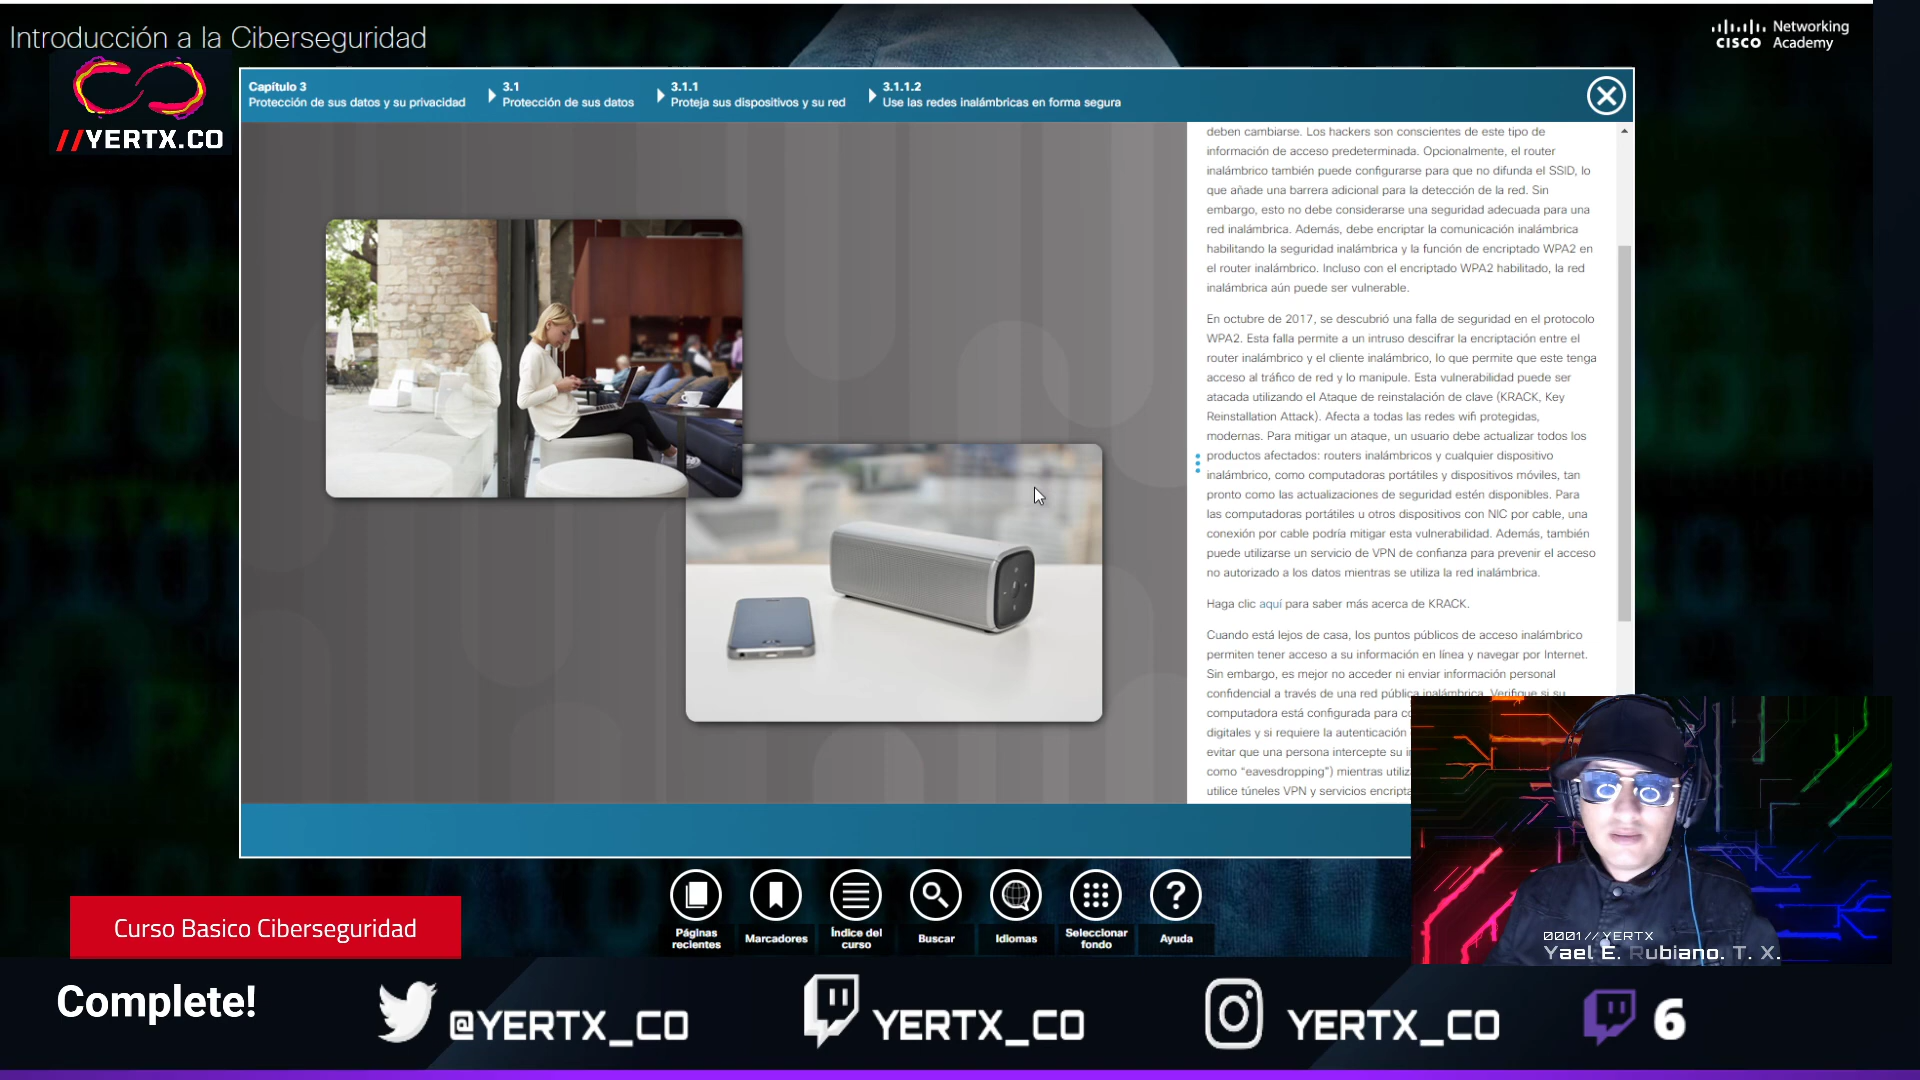 Introducción a la Ciberseguridad
Networking
CISCO Academy
//YERTX.CO
Capítulo 3
Protección de sus datos y su privacidad
3.1
Protección de sus datos
3.1.1
Proteja sus dispositivos y su red
3.1.1.2
Use las redes inalámbricas en forma segura
deben cambiarse. Los hackers son conscientes de este tipo de
información de acceso predeterminada. Opcionalmente, el router
inalámbrico también puede configurarse para que no difunda el SSID, lo
que añade una barrera adicional para la detección de la red. Sin
embargo, esto no debe considerarse una seguridad adecuada para una
red inalámbrica. Además, debe encriptar la comunicación inalámbrica
habilitando la seguridad inalámbrica y la función de encriptado WPA2 en
el router inalámbrico. Incluso con el encriptado WPA2 habilitado, la red
inalámbrica aún puede ser vulnerable.
En octubre de 2017, se descubrió una falla de seguridad en el protocolo
WPA2. Esta falla permite a un intruso descifrar la encriptación entre el
router inalámbrico y el cliente inalámbrico, lo que permite que este tenga
acceso al tráfico de red y lo manipule. Esta vulnerabilidad puede ser
atacada utilizando el Ataque de reinstalación de clave (KRACK, Key
Reinstallation Attack). Afecta a todas las redes wifi protegidas,
modernas. Para mitigar un ataque, un usuario debe actualizar todos los
productos afectados: routers inalámbricos y cualquier dispositivo
inalámbrico, como computadoras portátiles y dispositivos móviles, tan
pronto como las actualizaciones de seguridad estén disponibles. Para
las computadoras portátiles u otros dispositivos con NIC por cable, una
conexión por cable podría mitigar esta vulnerabilidad. Además, también
puede utilizarse un servicio de VPN de confianza para prevenir el acceso
no autorizado a los datos mientras se utiliza la red inalámbrica.
Haga clic aquí para saber más acerca de KRACK.
Cuando está lejos de casa, los puntos públicos de acceso inalámbrico
permiten tener acceso a su información en línea y navegar por Internet.
Sin embargo, es mejor no acceder ni enviar información personal
confidencial a través de una red pública inalámbrica. Verifique si su
computadora está configurada para
digitales y si requiere la autenticación
evitar que una persona intercepte su
como “eavesdropping”) mientras
utilice túneles VPN y servicios
Páginas recientes
Marcadores
Índice del curso
Buscar
Idiomas
Seleccionar fondo
Ayuda
Curso Basico Ciberseguridad
0001 // YERTX
Yael E. Rubiano. T. X.
Complete!
@YERTX_CO
YERTX_CO
YERTX_CO
6